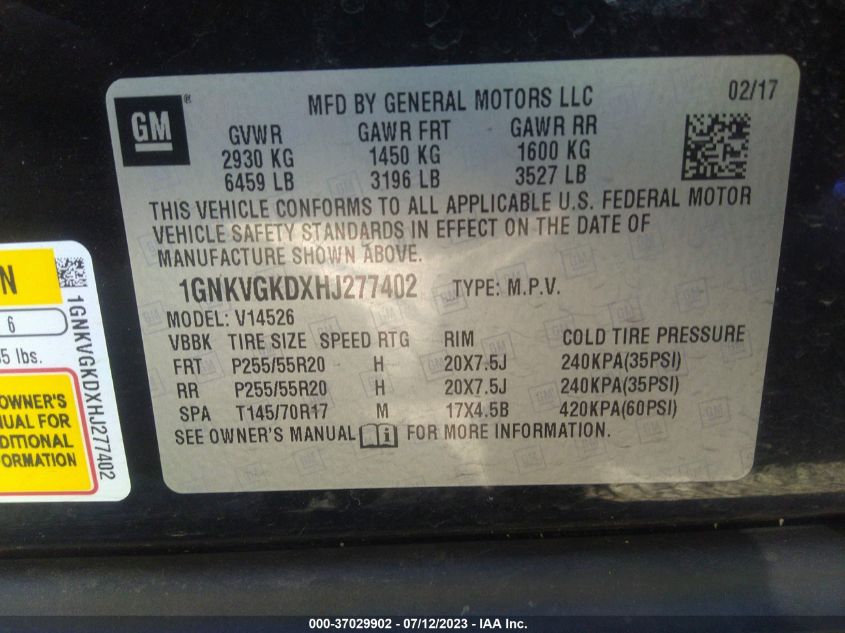 GM ®
MFD BY GENERAL MOTORS LLC
02/17
GVWR GAWR FRT GAWR RR
2930 KG 1450 KG 1600 KG
6459 LB 3196 LB 3527 LB
THIS VEHICLE CONFORMS TO ALL APPLICABLE U.S. FEDERAL MOTOR
VEHICLE SAFETY STANDARDS IN EFFECT ON THE DATE OF
MANUFACTURE SHOWN ABOVE.
1GNKVGKDXHJ277402 TYPE: M.P.V.
MODEL: V14526
VBBK TIRE SIZE SPEED RTG RIM COLD TIRE PRESSURE
FRT P255/55R20 H 20X7.5J 240KPA(35PSI)
RR P255/55R20 H 20X7.5J 240KPA(35PSI)
SPA T145/70R17 M 17X4.5B 420KPA(60PSI)
SEE OWNER'S MANUAL i FOR MORE INFORMATION.
N
6
5 lbs.
OWNER'S
NUAL FOR
DITIONAL
ORMATION
1GNKVGKDXHJ277402
000-37029902 - 07/12/2023 - IAA Inc.